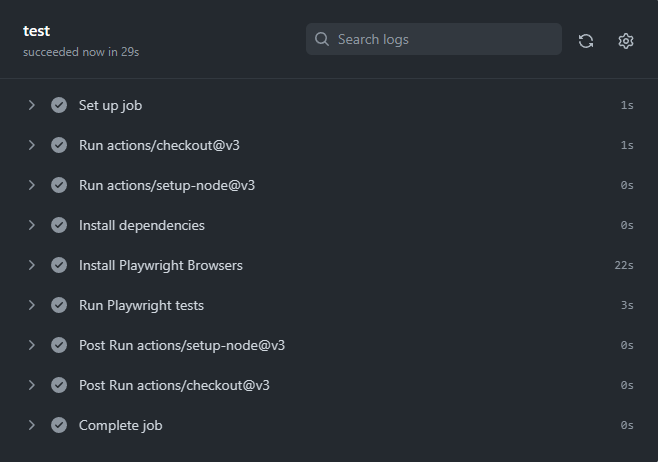 test
succeeded now in 29s
Search logs
Set up job 1s
Run actions/checkout@v3 1s
Run actions/setup-node@v3 0s
Install dependencies 0s
Install Playwright Browsers 22s
Run Playwright tests 3s
Post Run actions/setup-node@v3 0s
Post Run actions/checkout@v3 0s
Complete job 0s